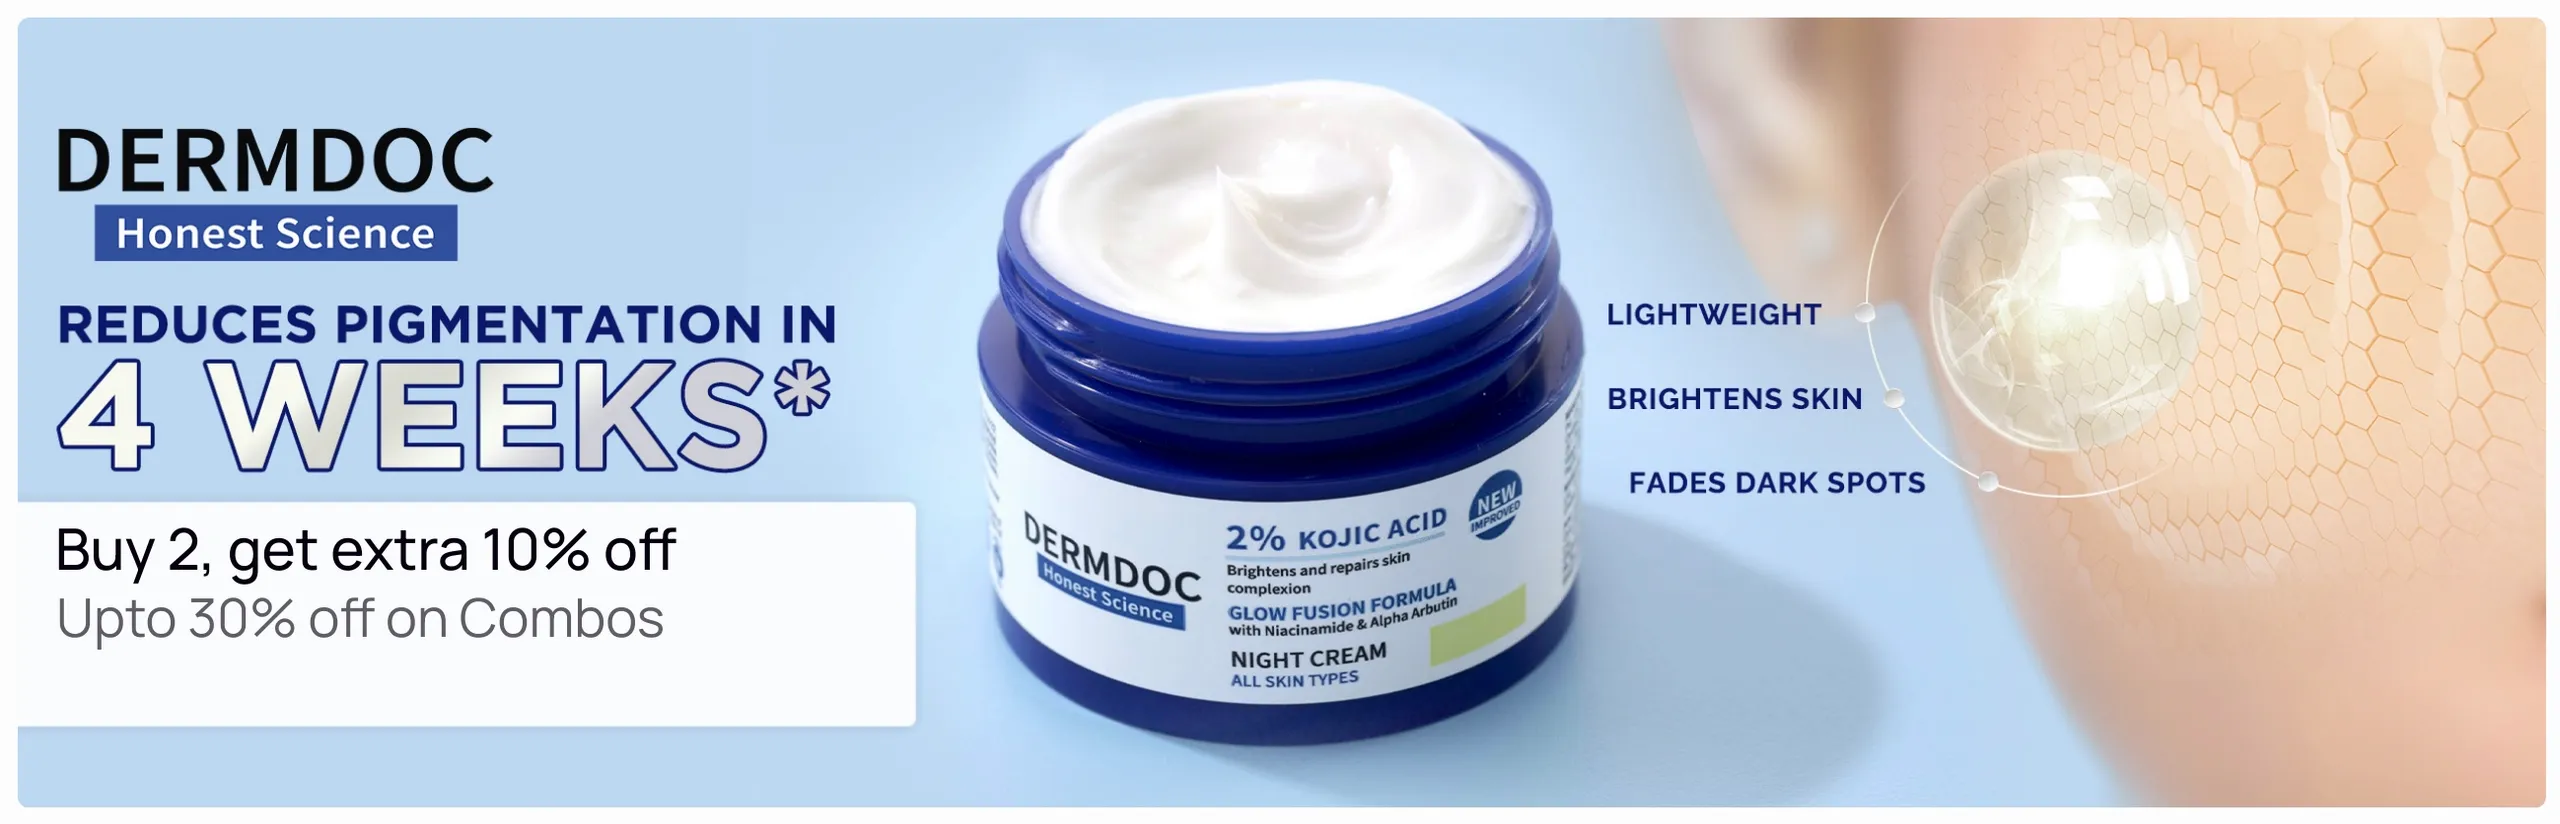 DERMDOC
Honest Science
REDUCES PIGMENTATION IN
4 WEEKS*
Buy 2, get extra 10% off
Upto 30% off on Combos
DERMDOC
Honest Science
2% KOJIC ACID
Brightens and repairs skin
complexion
GLOW FUSION FORMULA
with Niacinamide & Alpha Arbutin
NIGHT CREAM
ALL SKIN TYPES
NEW
IMPROVED
LIGHTWEIGHT
BRIGHTENS SKIN
FADES DARK SPOTS